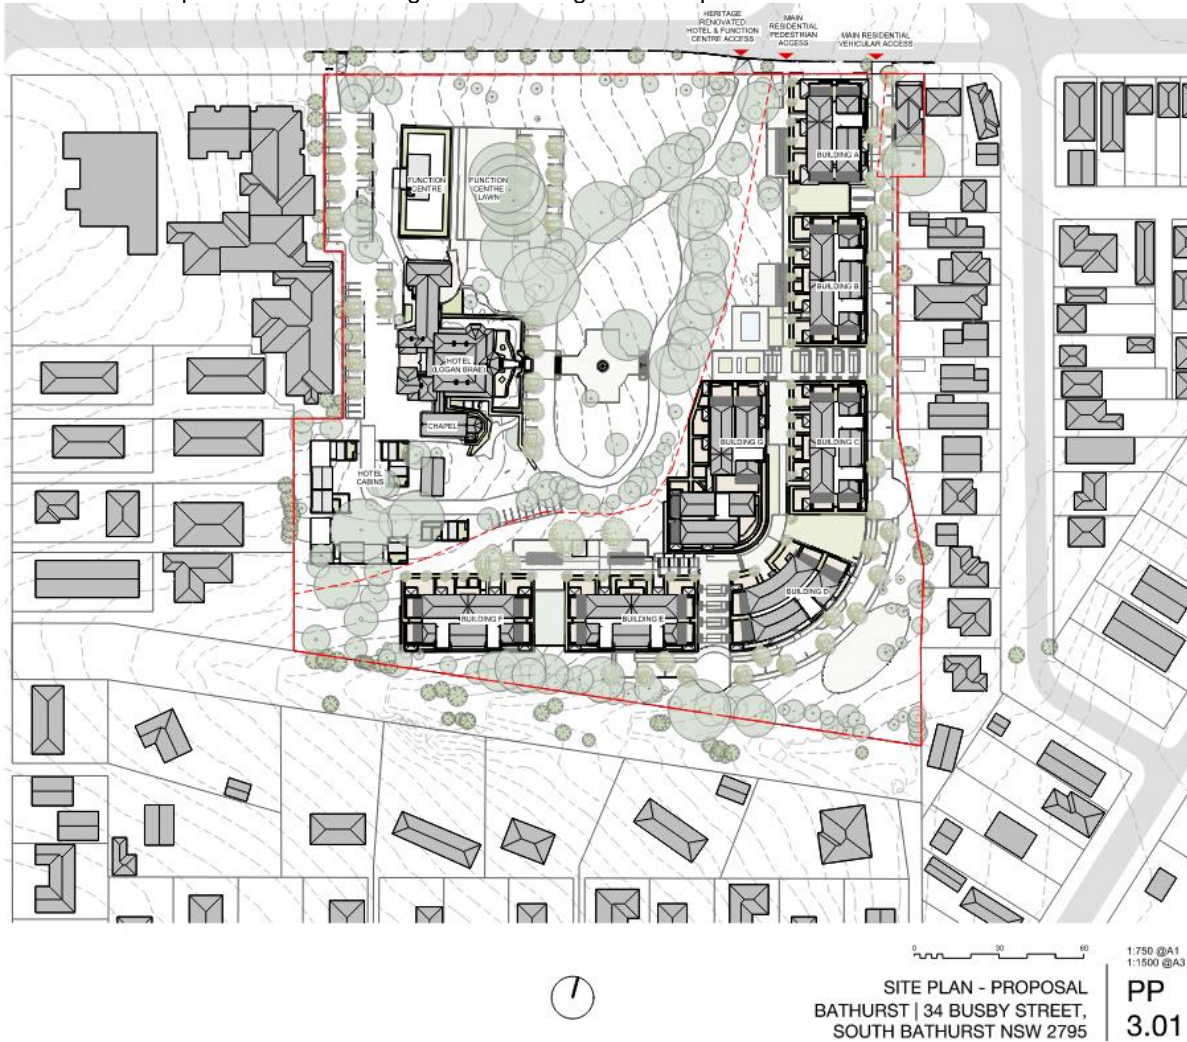 HERITAGE
RENOVATED
HOTEL & FUNCTION
CENTRE ACCESS
MAIN
RESIDENTIAL
PEDESTRIAN
ACCESS
MAIN RESIDENTIAL
VEHICULAR ACCESS
BUILDING A
FUNCTION
CENTRE
FUNCTION
CENTRE
LAWN
BUILDING B
HOTEL
(LOGAN BRAE)
CHAPEL
BUILDING G
BUILDING C
HOTEL
CABINS
BUILDING D
BUILDING F
BUILDING E
0 30 60
1:750 @A1
1:1500 @A3
SITE PLAN - PROPOSAL
BATHURST | 34 BUSBY STREET,
SOUTH BATHURST NSW 2795
PP
3.01